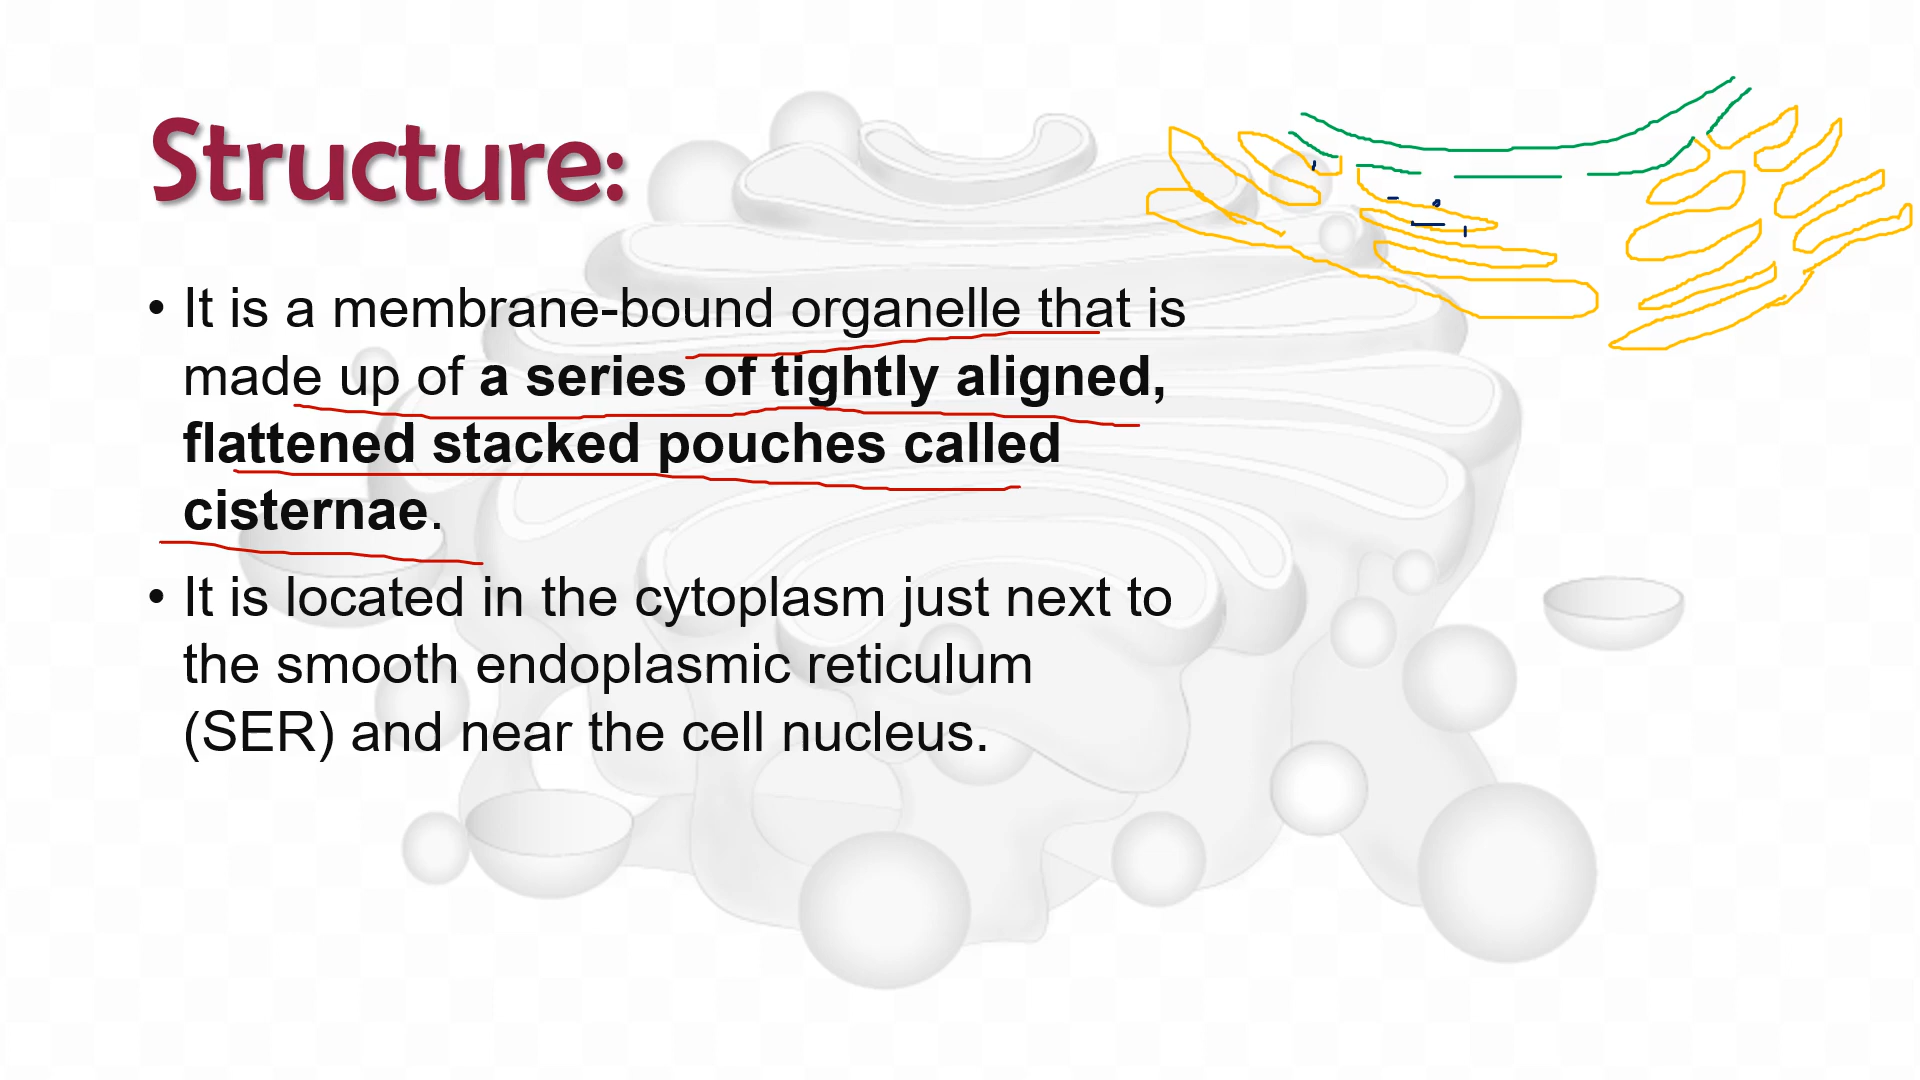 Structure:
• It is a membrane-bound organelle that is
made up of a series of tightly aligned,
flattened stacked pouches called
cisternae.
• It is located in the cytoplasm just next to
the smooth endoplasmic reticulum
(SER) and near the cell nucleus.